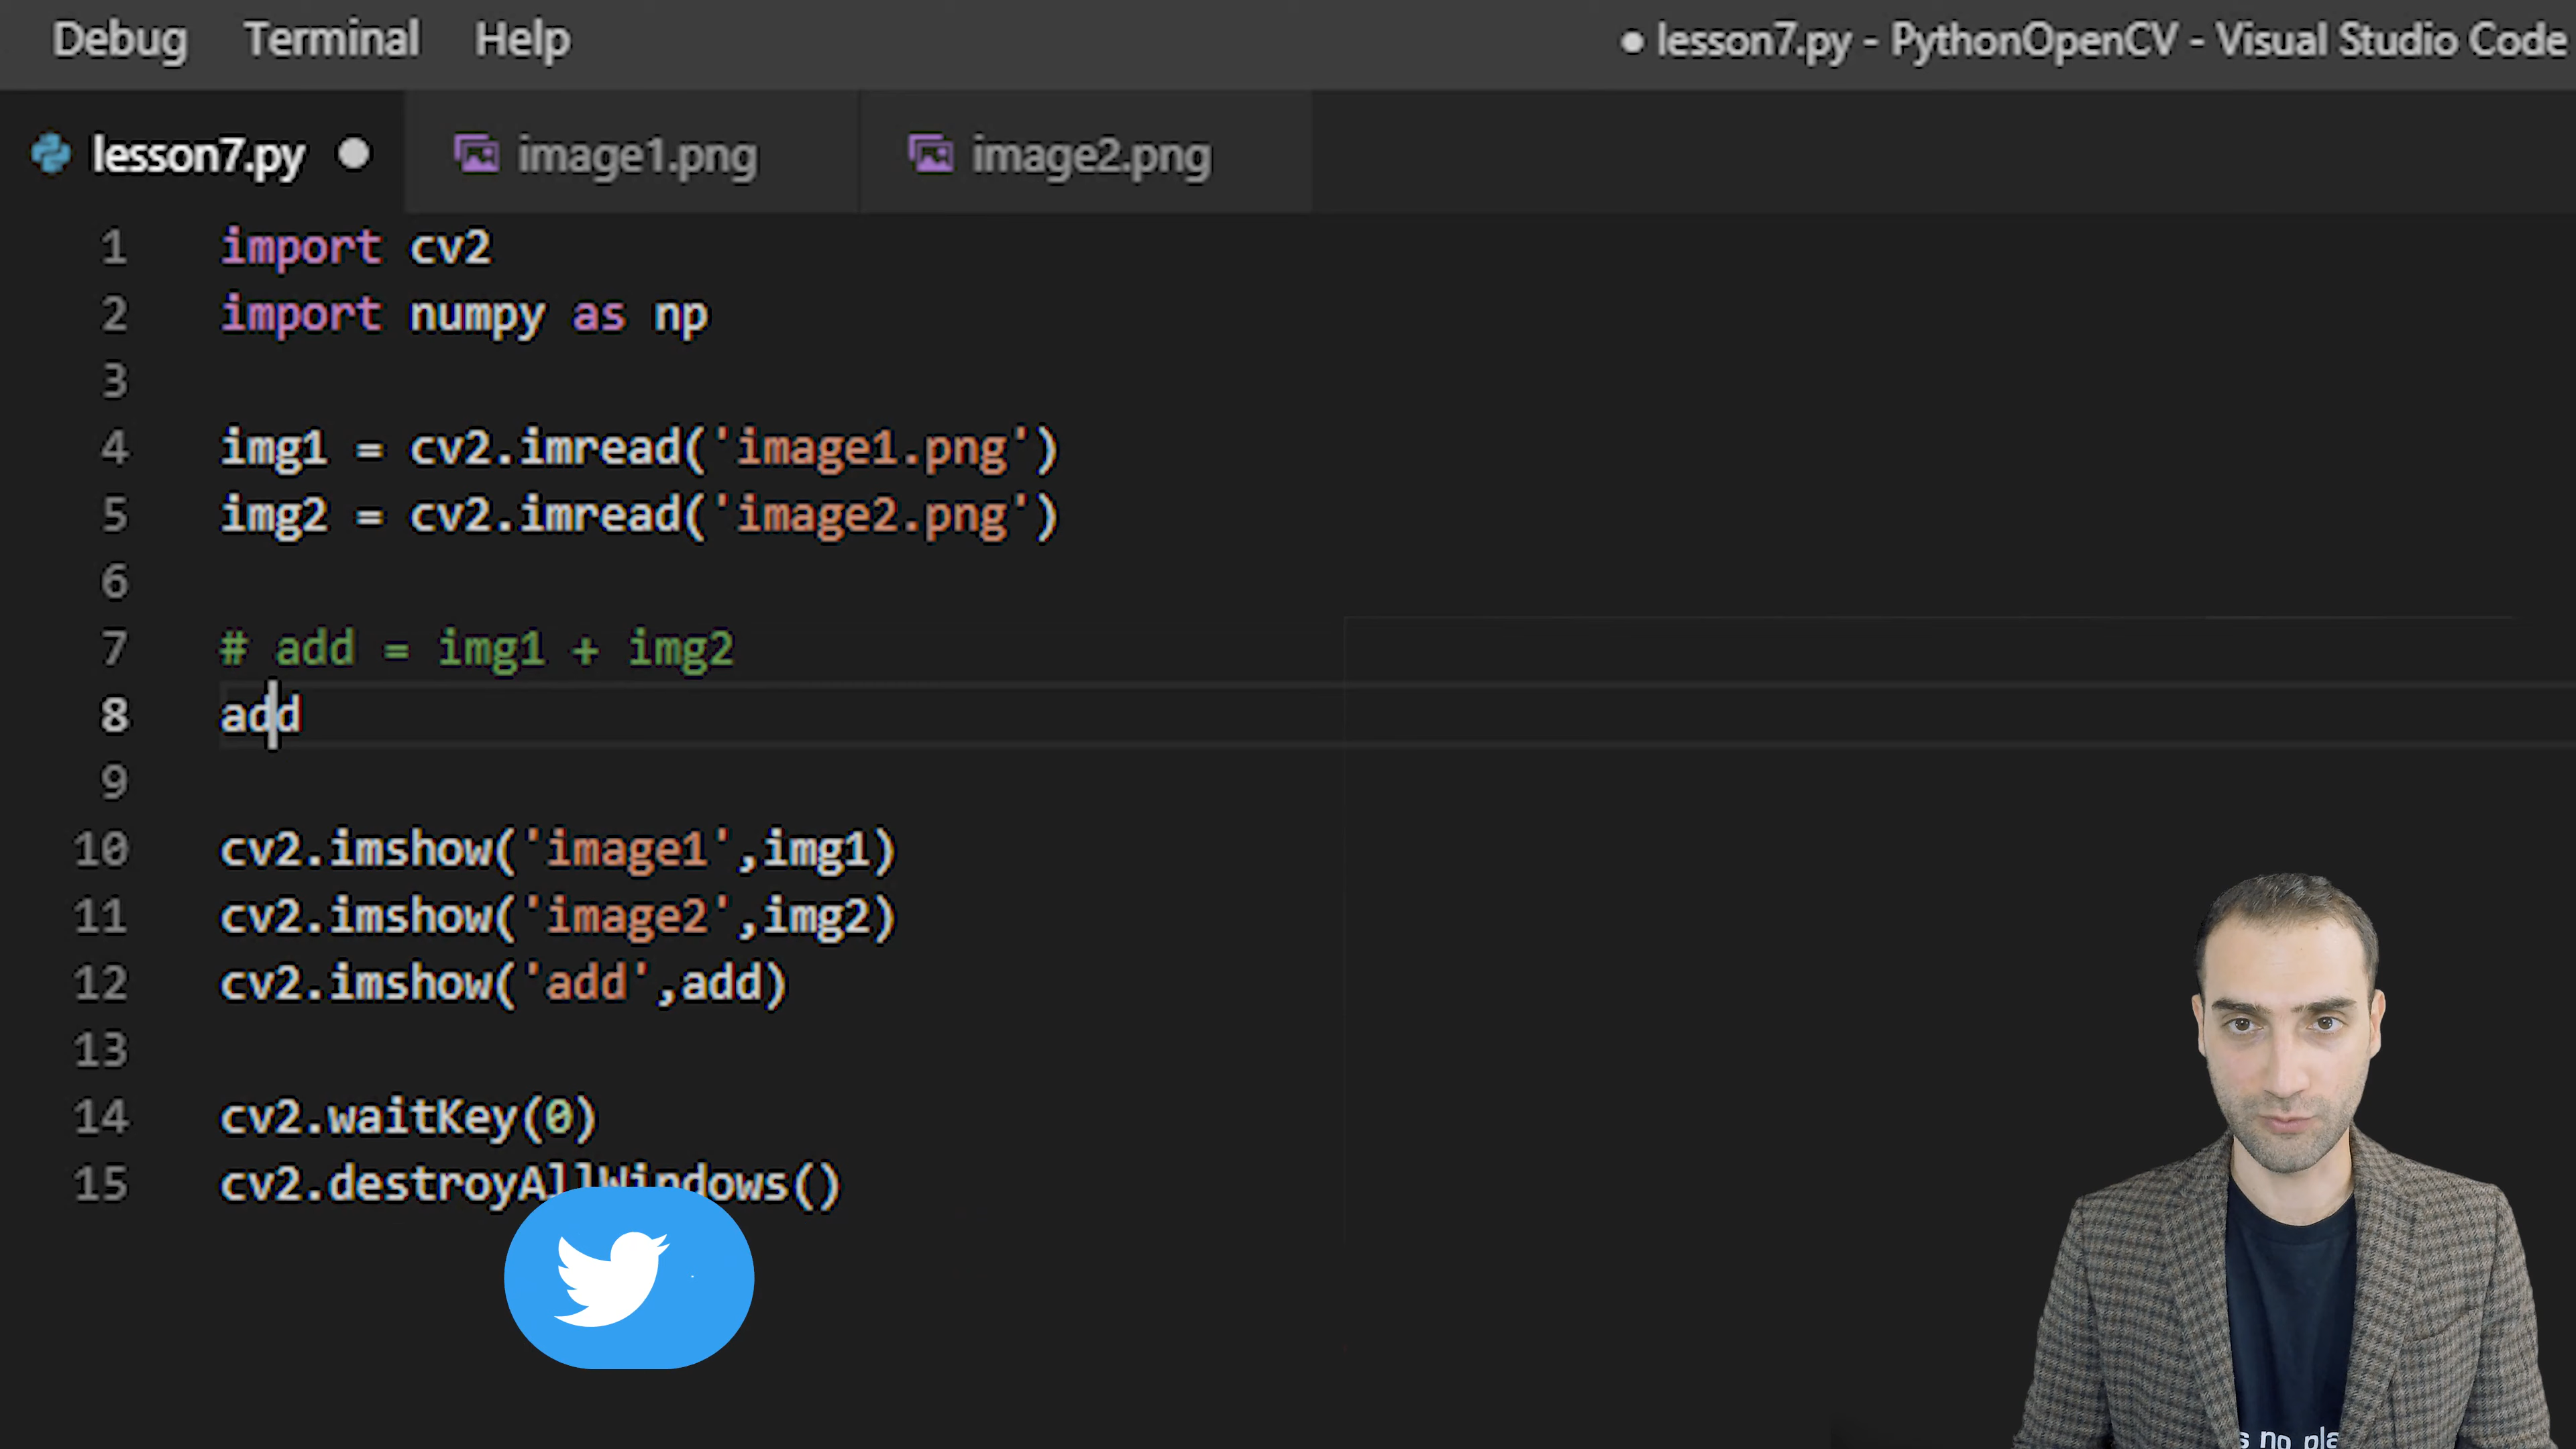 Debug Terminal Help ● lesson7.py - PythonOpenCV - Visual Studio Code
lesson7.py ● image1.png image2.png
1 import cv2
2 import numpy as np
3
4 img1 = cv2.imread('image1.png')
5 img2 = cv2.imread('image2.png')
6
7 # add = img1 + img2
8 add
9
10 cv2.imshow('image1',img1)
11 cv2.imshow('image2',img2)
12 cv2.imshow('add',add)
13
14 cv2.waitKey(0)
15 cv2.destroyAllWindows()
no